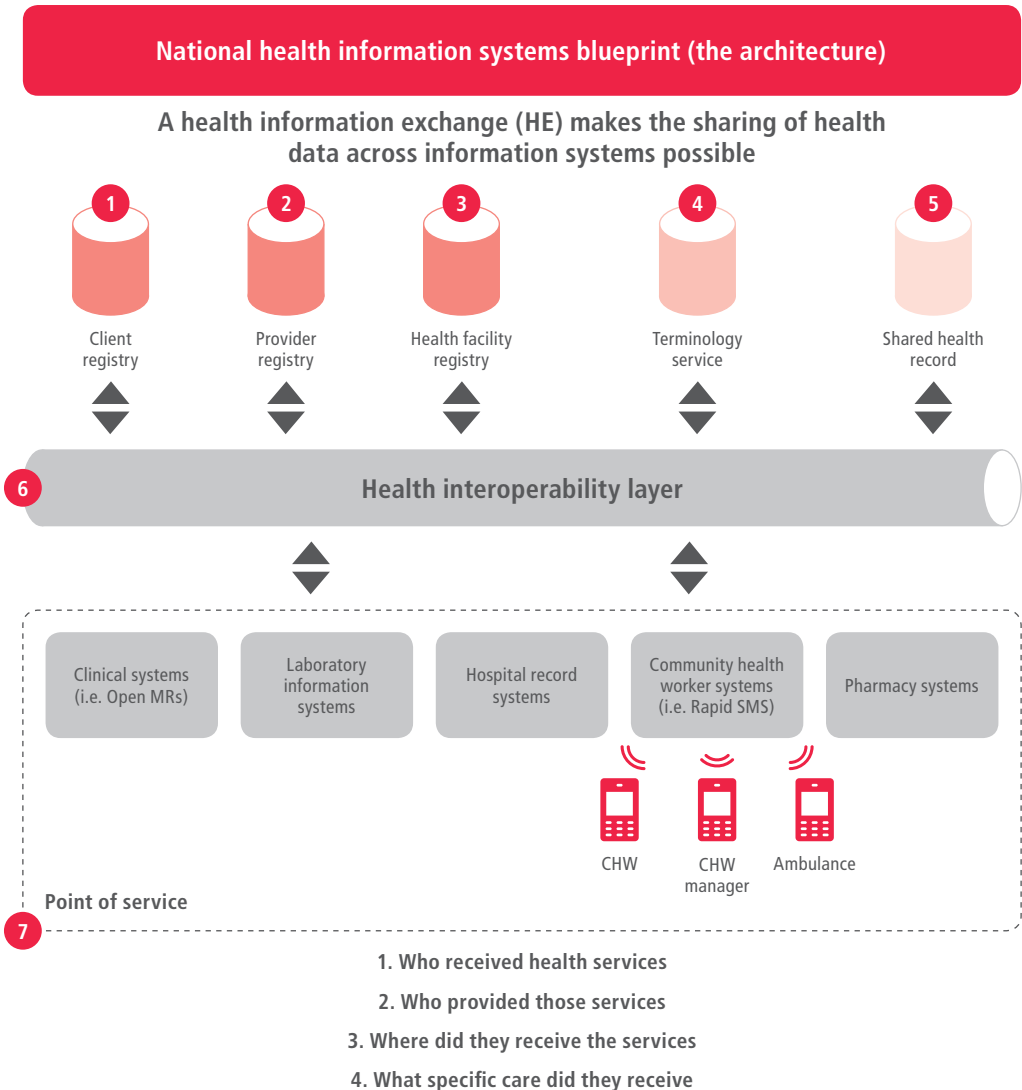 National health information systems blueprint (the architecture)
A health information exchange (HE) makes the sharing of health
data across information systems possible
1
2
3
4
5
Client
registry
Provider
registry
Health facility
registry
Terminology
service
Shared health
record
6
Health interoperability layer
Clinical systems
(i.e. Open MRs)
Laboratory
information
systems
Hospital record
systems
Community health
worker systems
(i.e. Rapid SMS)
Pharmacy systems
CHW
CHW
manager
Ambulance
Point of service
7
1. Who received health services
2. Who provided those services
3. Where did they receive the services
4. What specific care did they receive